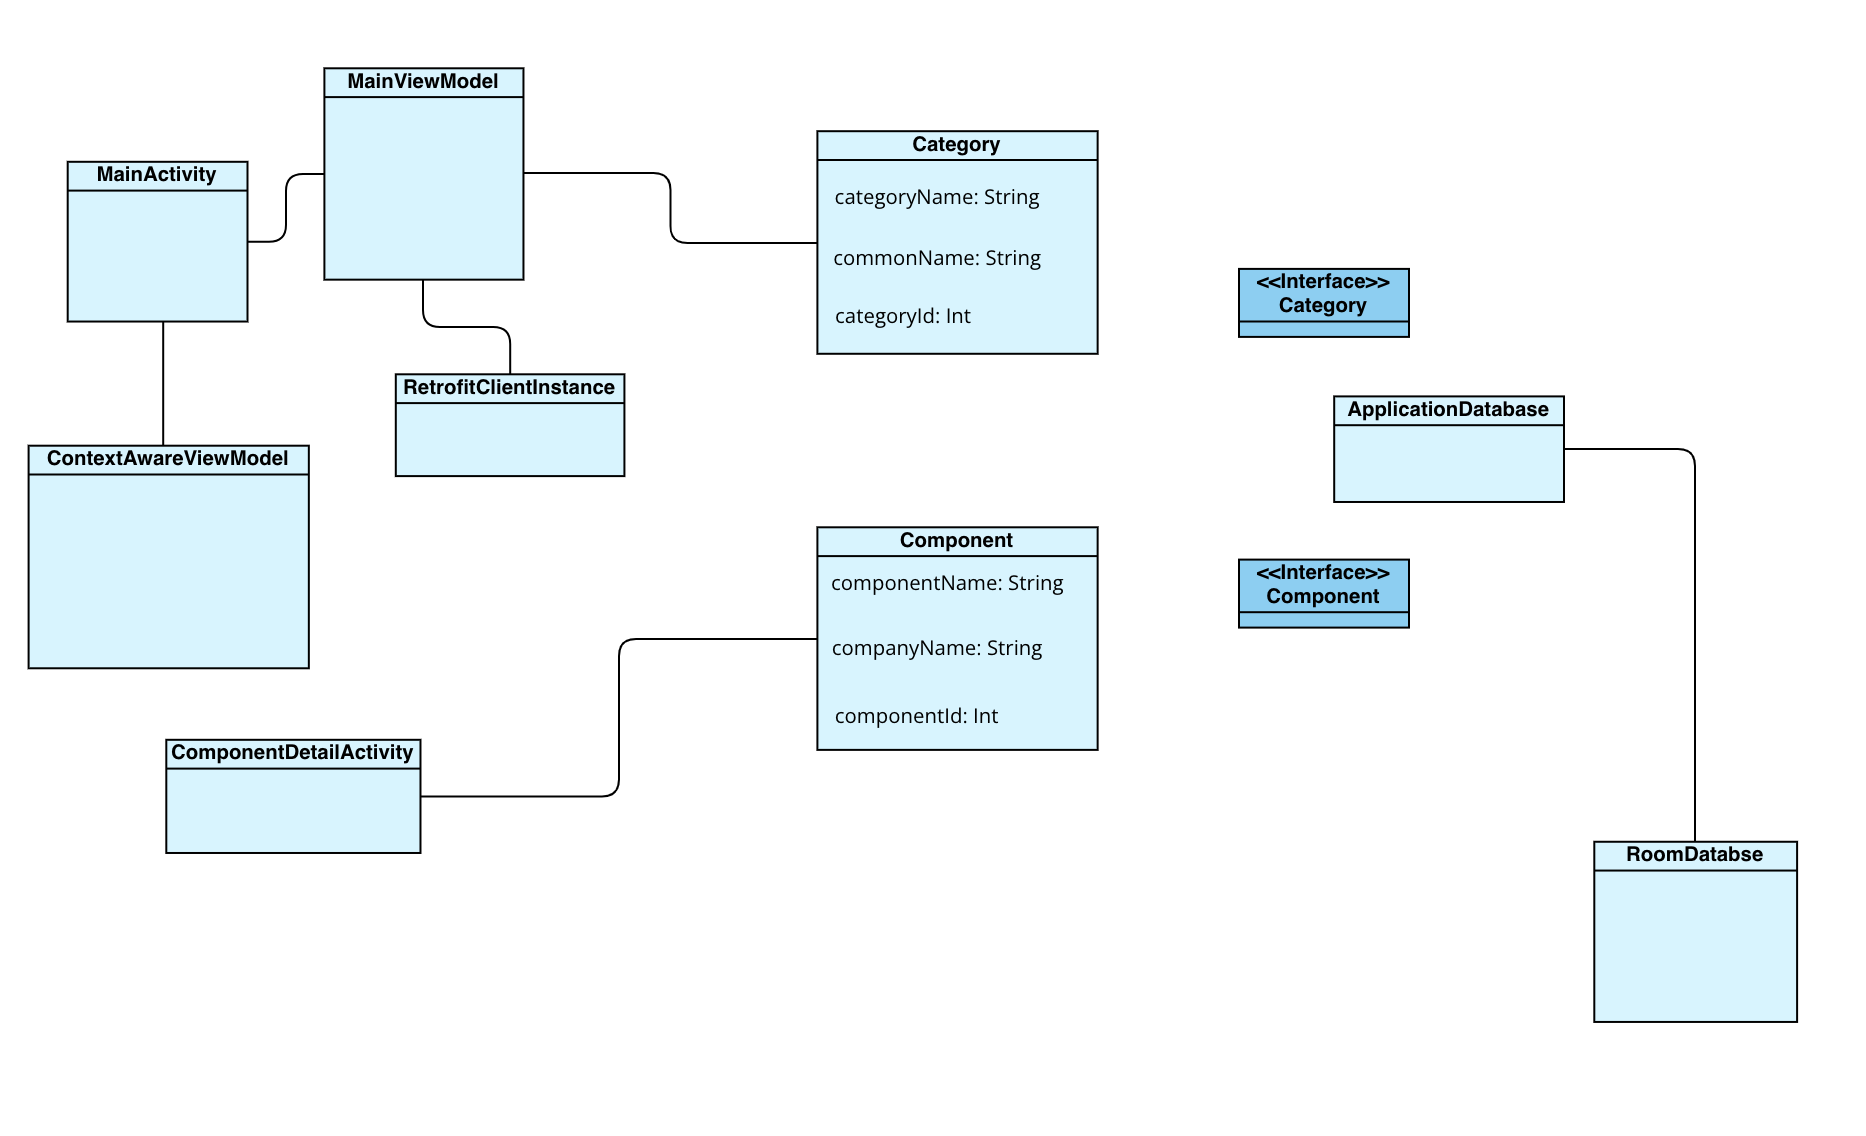 MainViewModel
MainActivity
Category
categoryName: String
commonName: String
categoryId: Int
<<Interface>>
Category
RetrofitClientInstance
ApplicationDatabase
ContextAwareViewModel
Component
componentName: String
companyName: String
componentId: Int
<<Interface>>
Component
ComponentDetailActivity
RoomDatabse